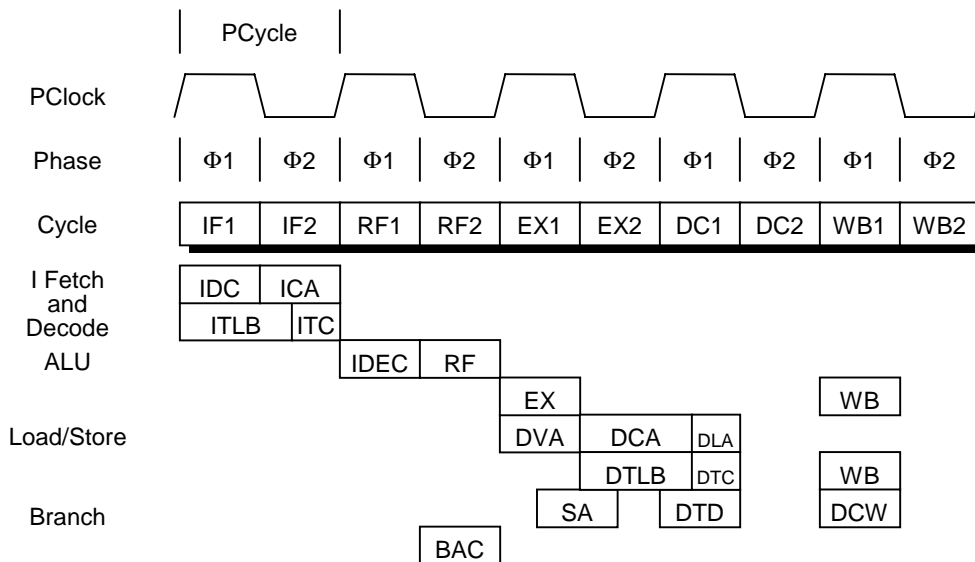 PCycle
PClock
Phase Φ1 Φ2 Φ1 Φ2 Φ1 Φ2 Φ1 Φ2 Φ1 Φ2
Cycle IF1 IF2 RF1 RF2 EX1 EX2 DC1 DC2 WB1 WB2
I Fetch
and
Decode
IDC ICA
ITLB ITC
ALU IDEC RF
EX WB
Load/Store DVA DCA DLA
DTLB DTC WB
Branch SA DTD DCW
BAC